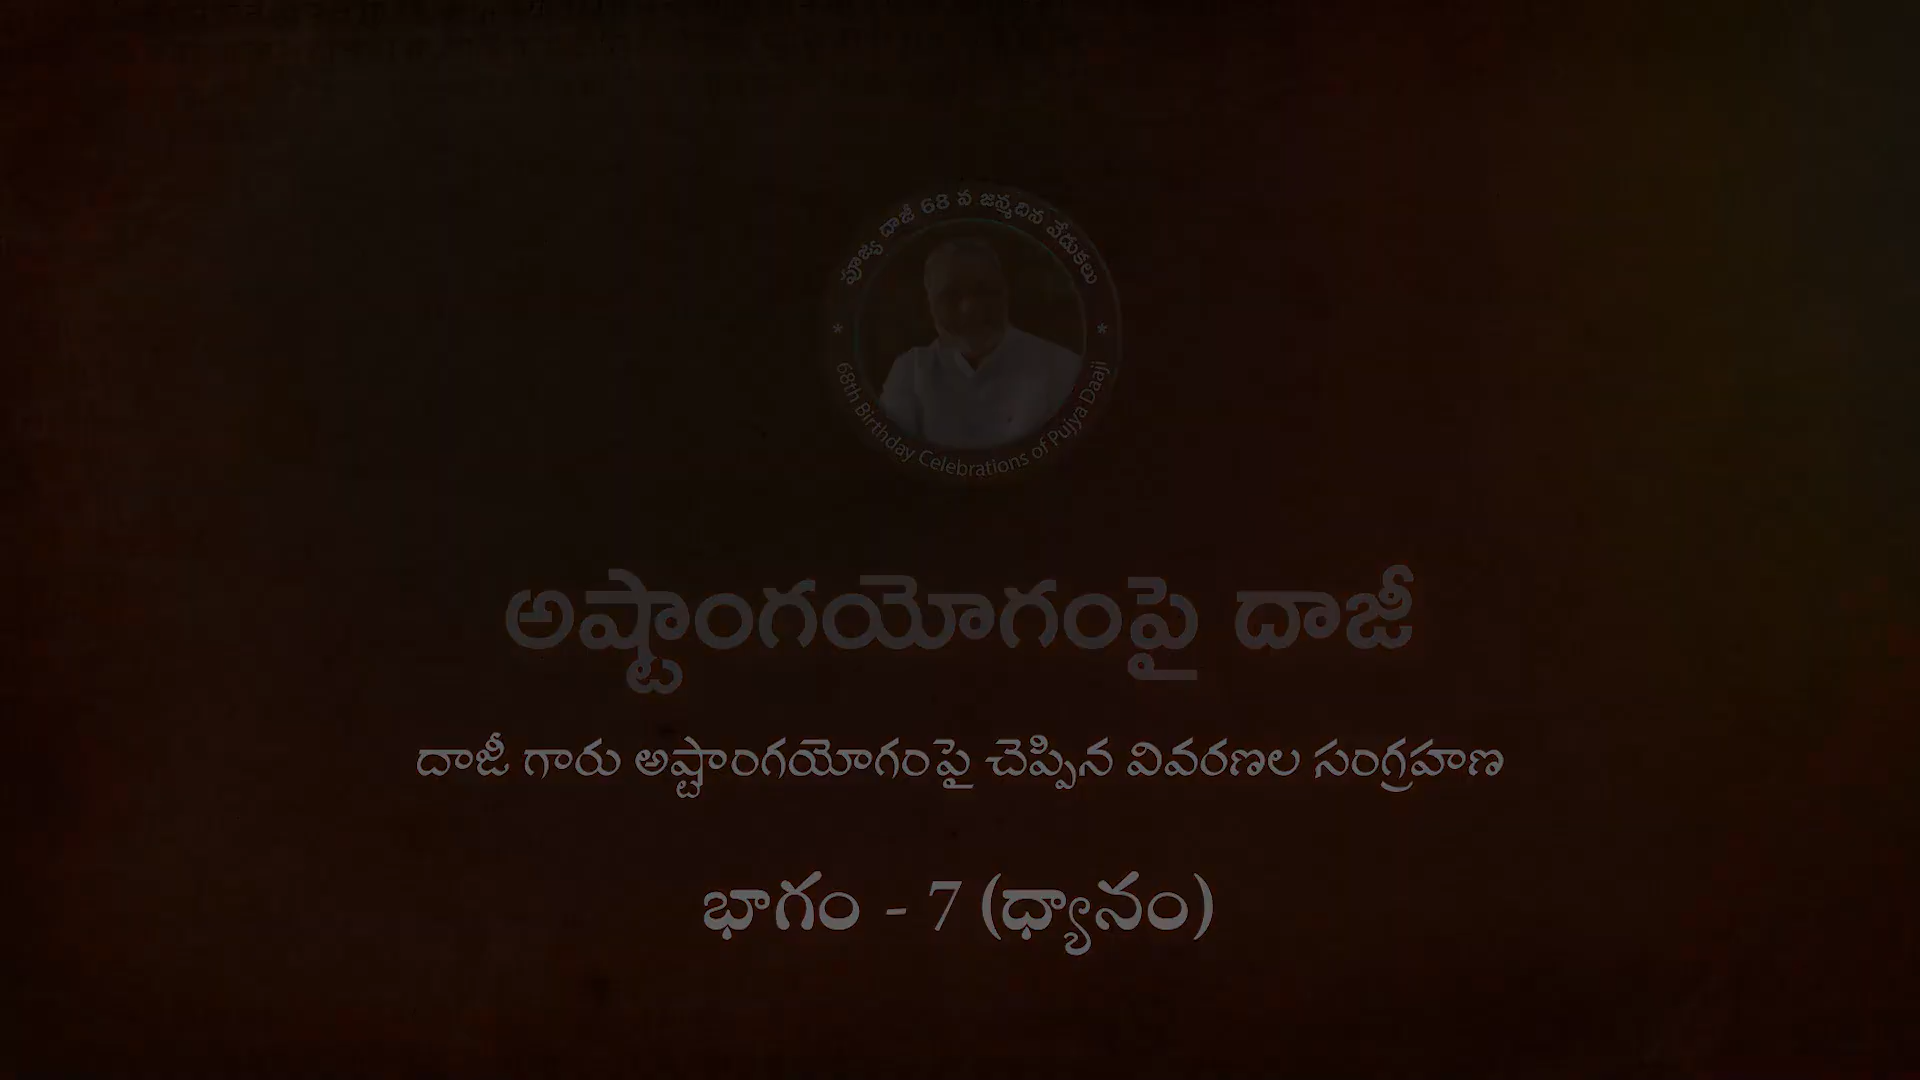 పూజ్య దాజీ 68 వ జన్మదిన వేడుకలు
* *
68th Birthday Celebrations of Pujya Daaji
అష్టాంగయోగంపై దాజీ
దాజీ గారు అష్టాంగయోగంపై చెప్పిన వివరణల సంగ్రహణ
భాగం - 7 (ధ్యానం)